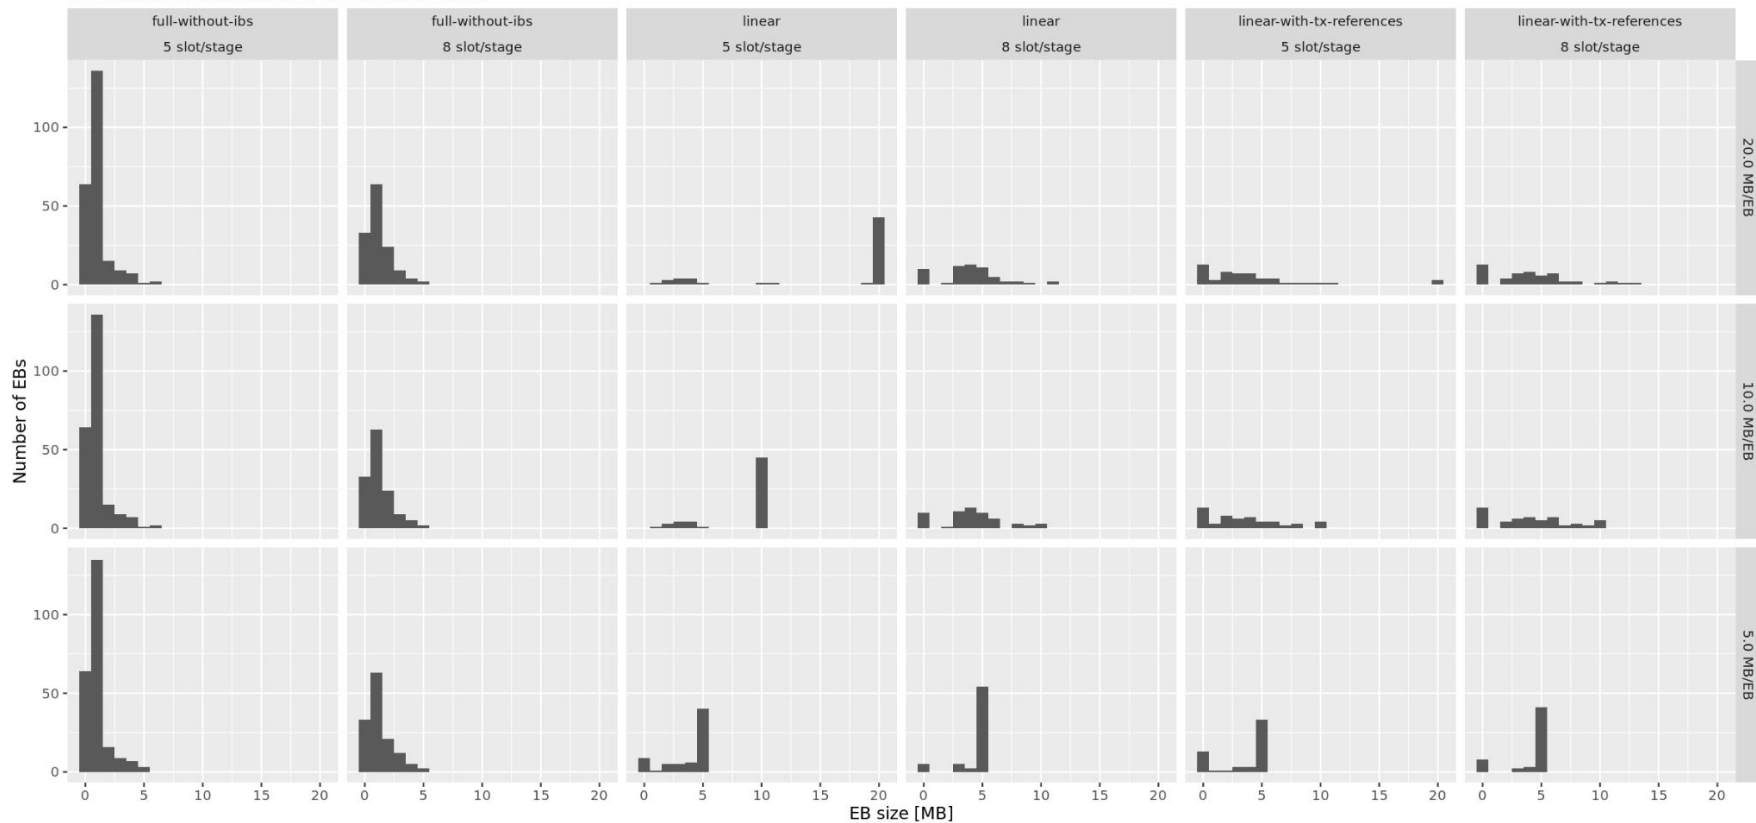 full-without-ibs full-without-ibs linear linear linear-with-tx-references linear-with-tx-references
5 slot/stage 8 slot/stage 5 slot/stage 8 slot/stage 5 slot/stage 8 slot/stage
100
50
0
20.0 MB/EB
Number of EBs
100
50
0
10.0 MB/EB
100
50
0
5.0 MB/EB
0 5 10 15 20 0 5 10 15 20 0 5 10 15 20 0 5 10 15 20 0 5 10 15 20 0 5 10 15 20
EB size [MB]